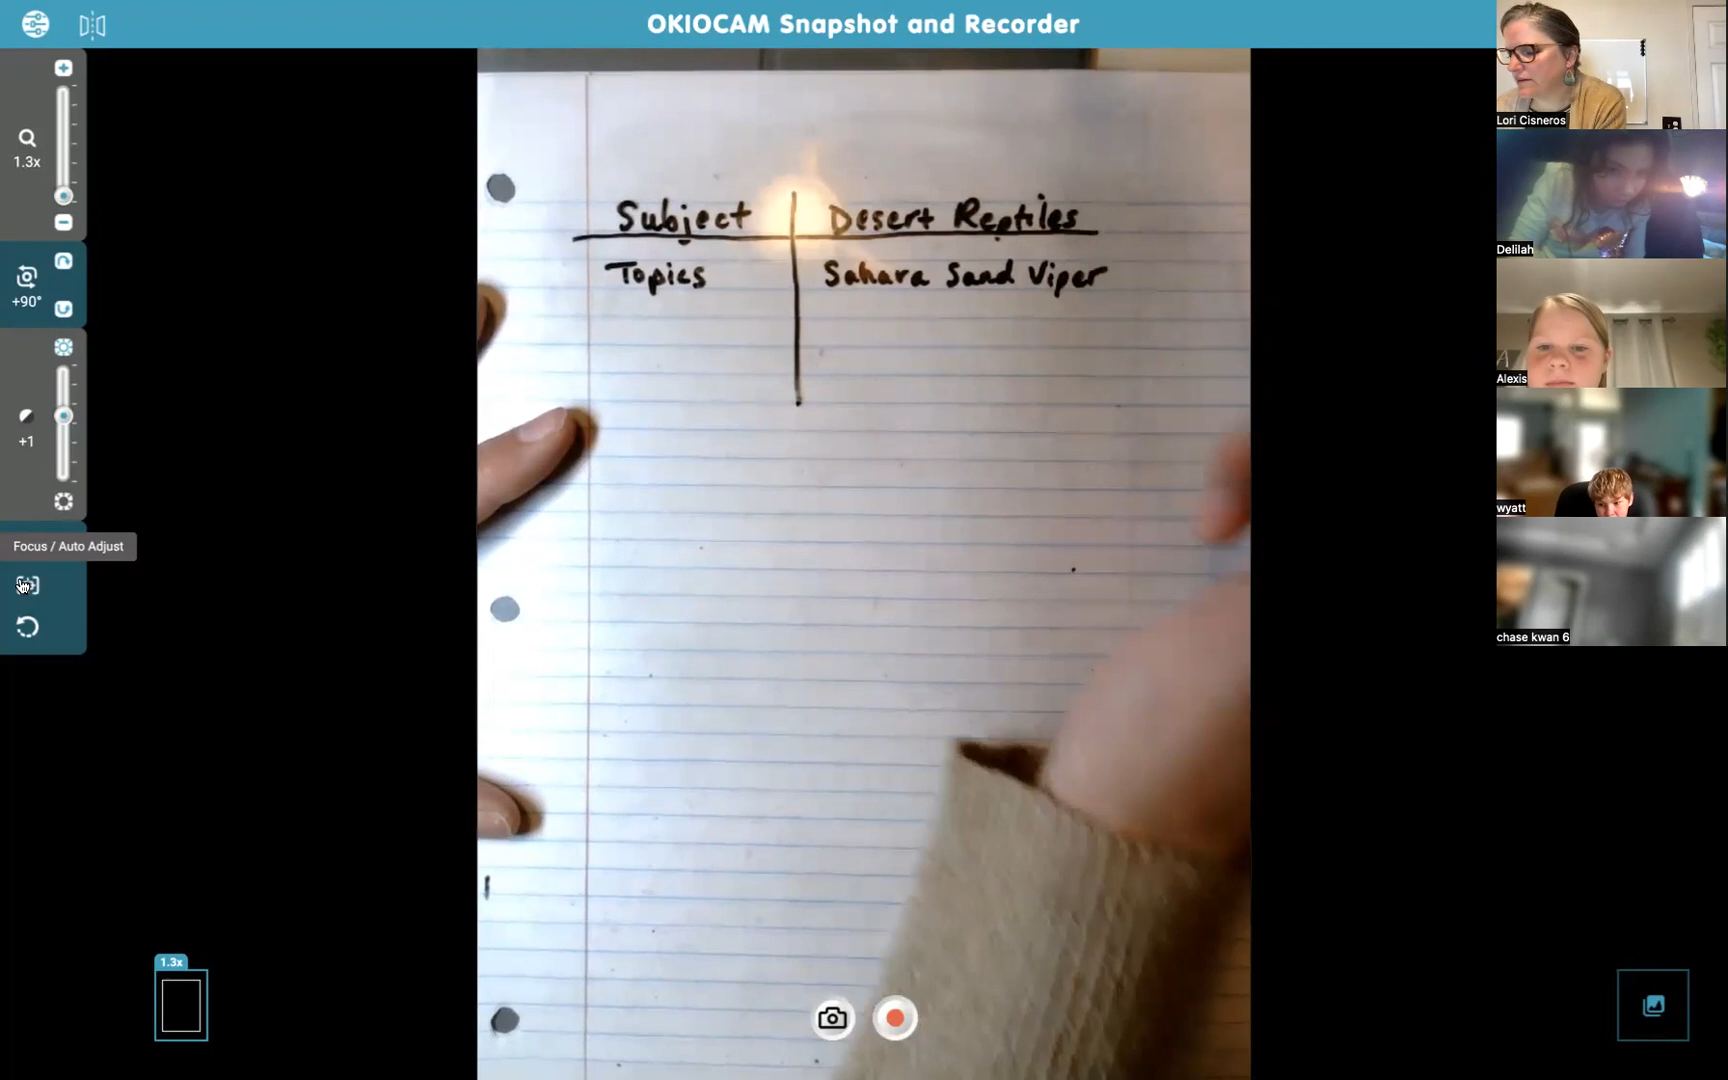 OKIOCAM Snapshot and Recorder
1.3x
+90°
+1
Focus / Auto Adjust
Subject Desert Reptiles
Topics Sahara Sand Viper
1.3x
Lori Cisneros
Delilah
Alexis
wyatt
chase kwan 6